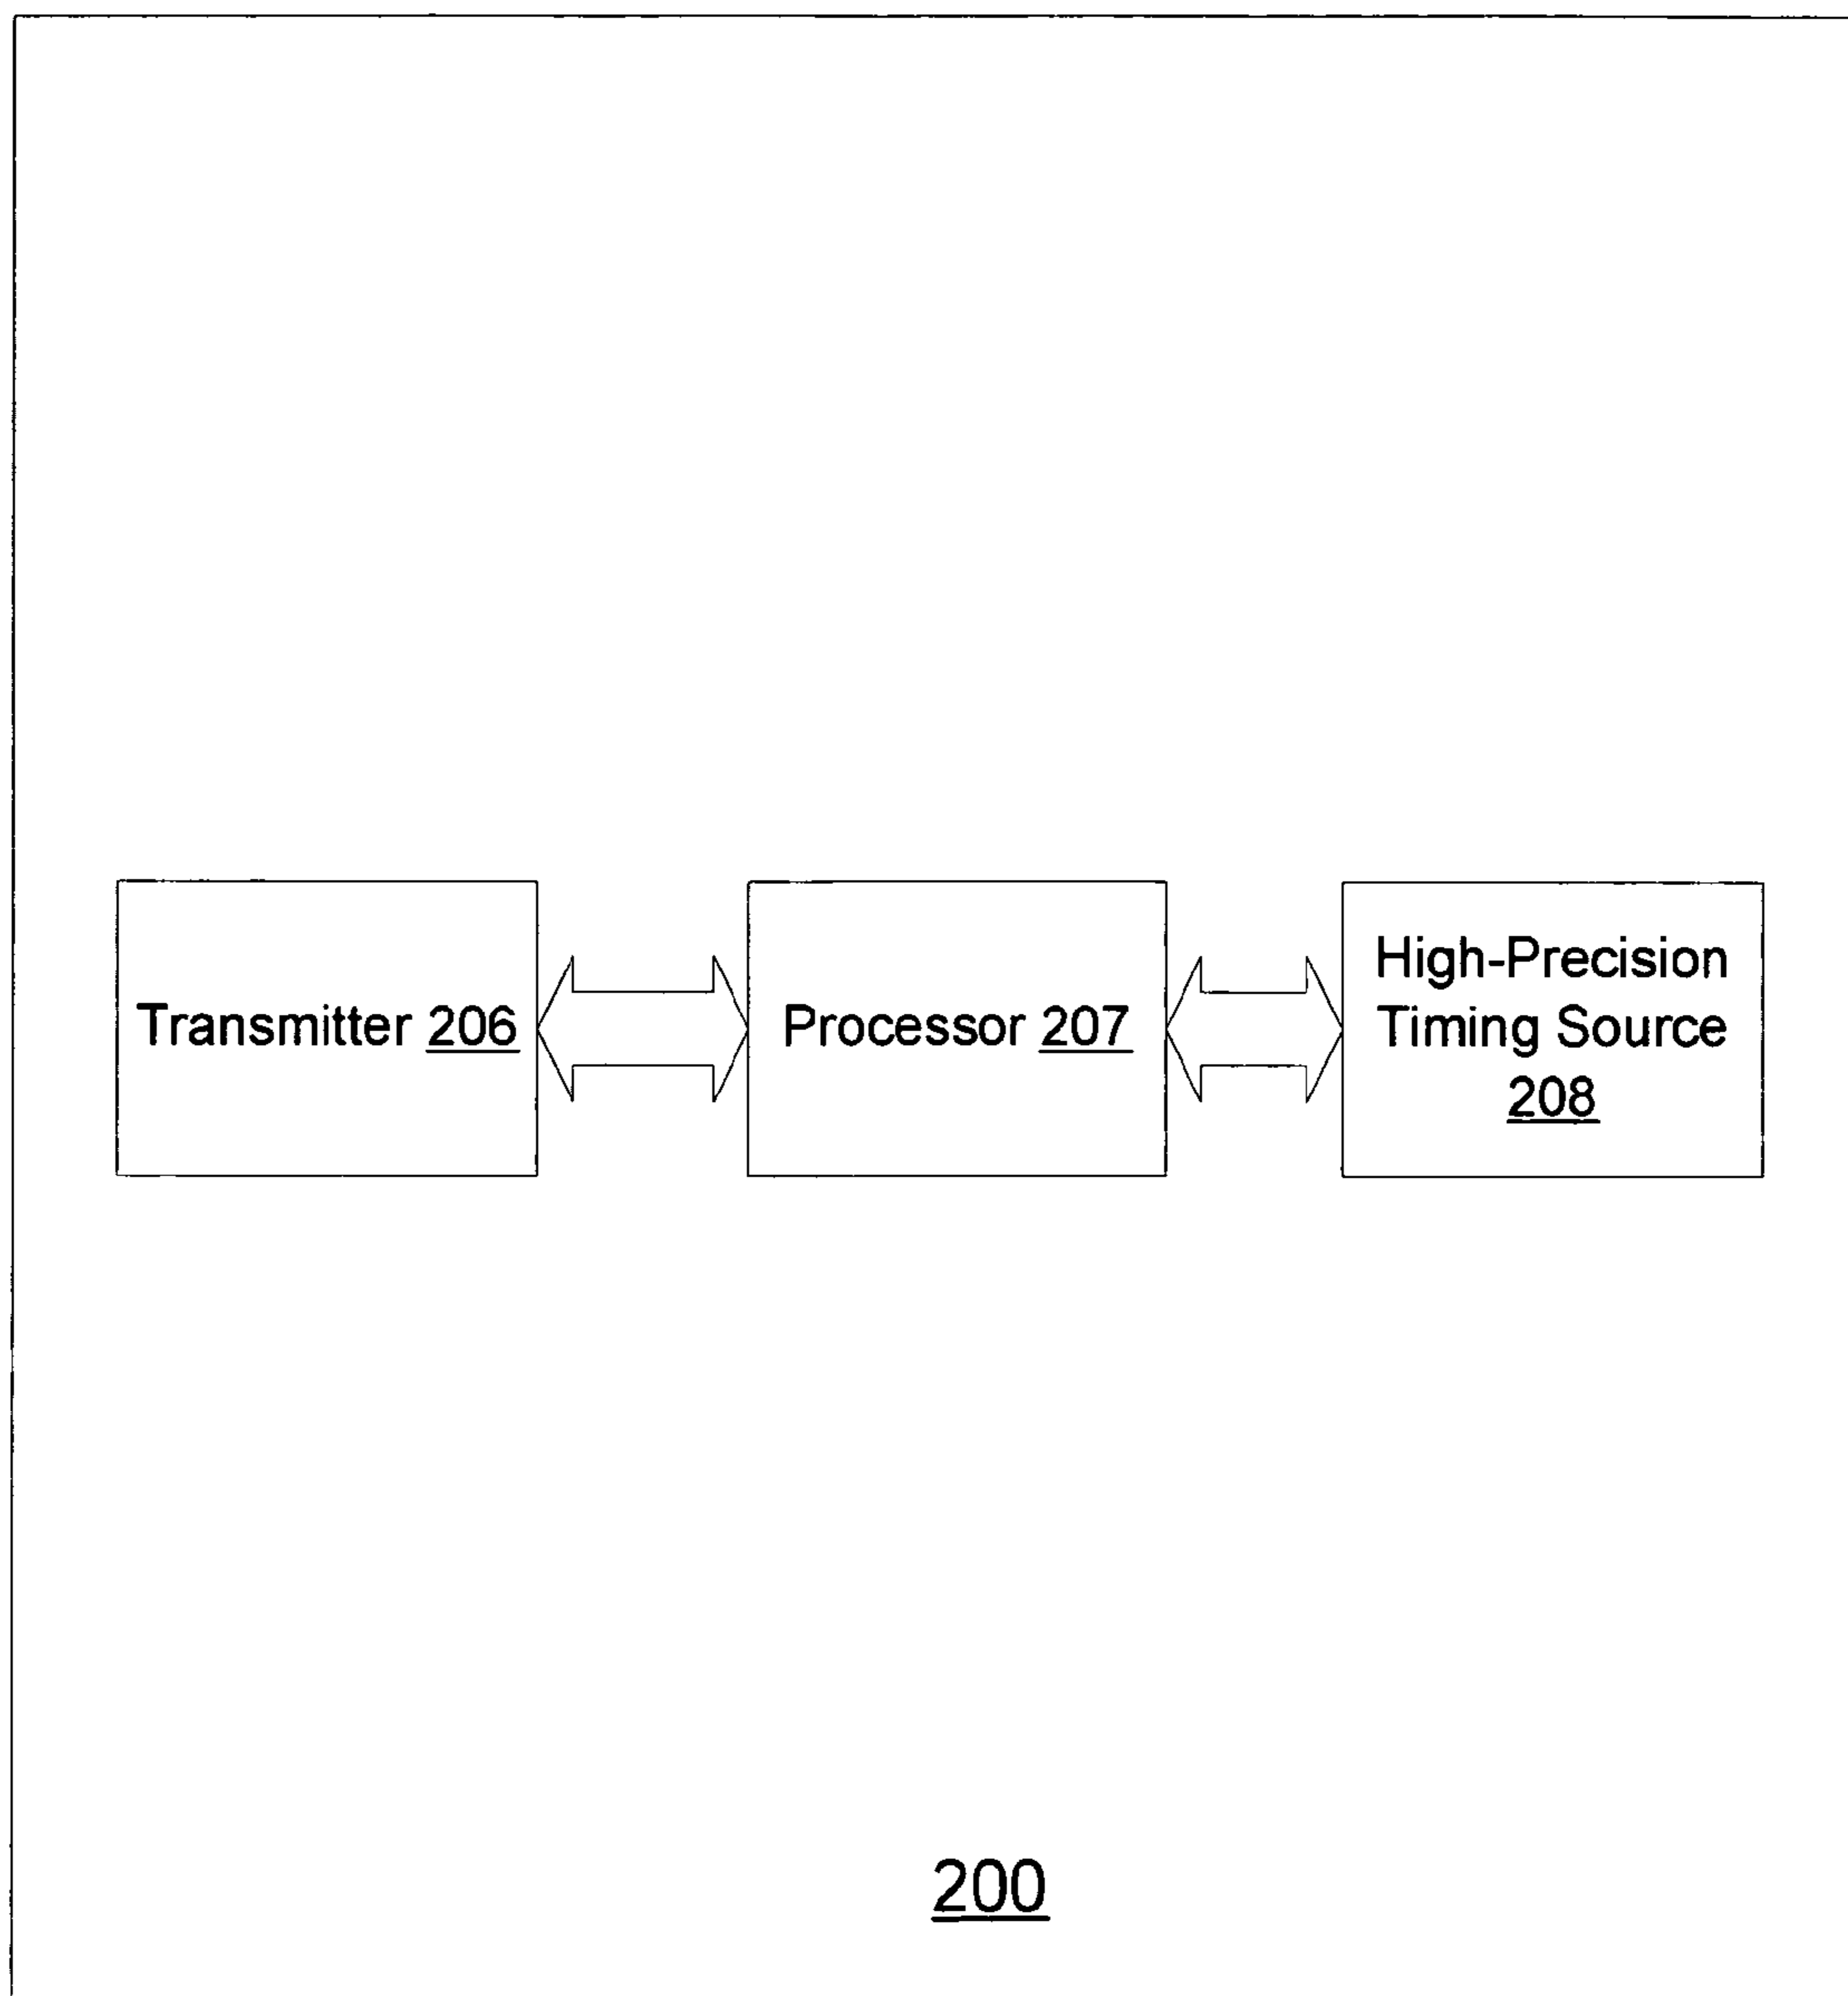 Transmitter 206
Processor 207
High-Precision
Timing Source
208
200